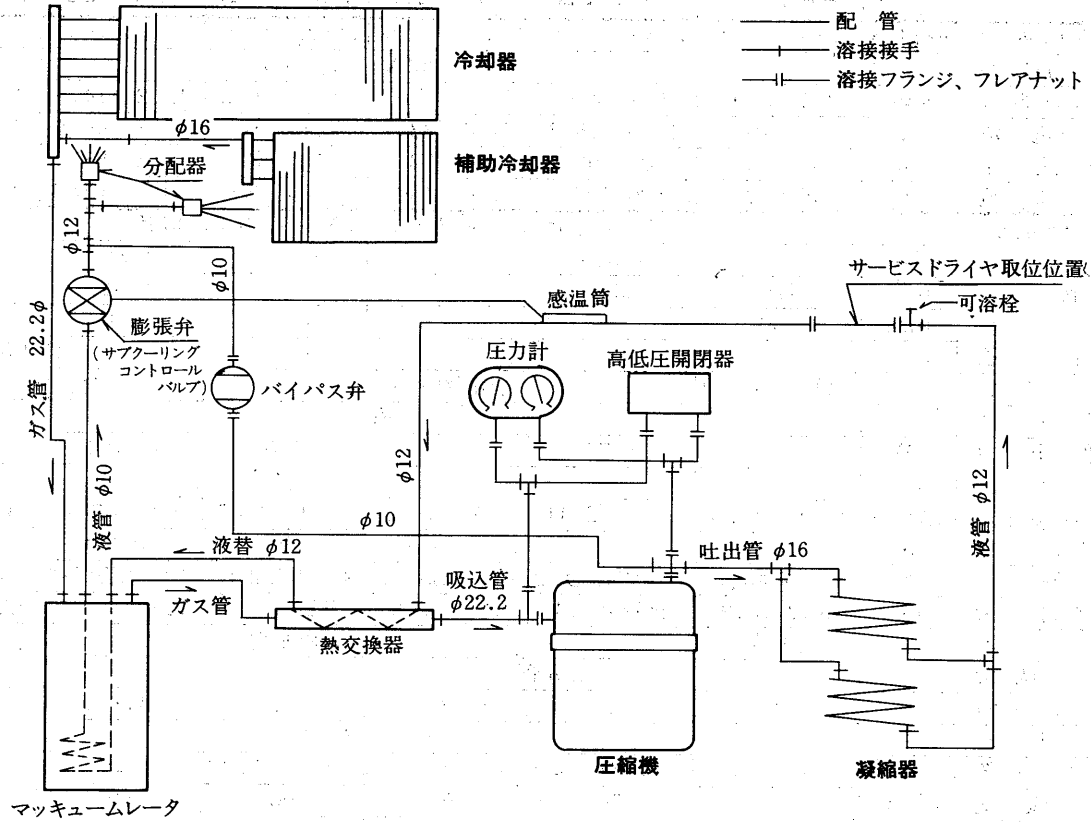 配 管
溶接接手
溶接フランジ、フレアナット
冷却器
φ16
分配器
補助冷却器
φ12
φ10
サービスドライヤ取位位置
可溶栓
感温筒
膨張弁
(サブクーリング
コントロール
バルブ)
バイパス弁
圧力計
高低圧開閉器
ガス管 22.2φ
液管 φ10
φ12
液管 φ12
φ10
液替 φ12
吐出管 φ16
ガス管
吸込管
φ22.2
熱交換器
圧縮機
凝縮器
マッキュームレータ